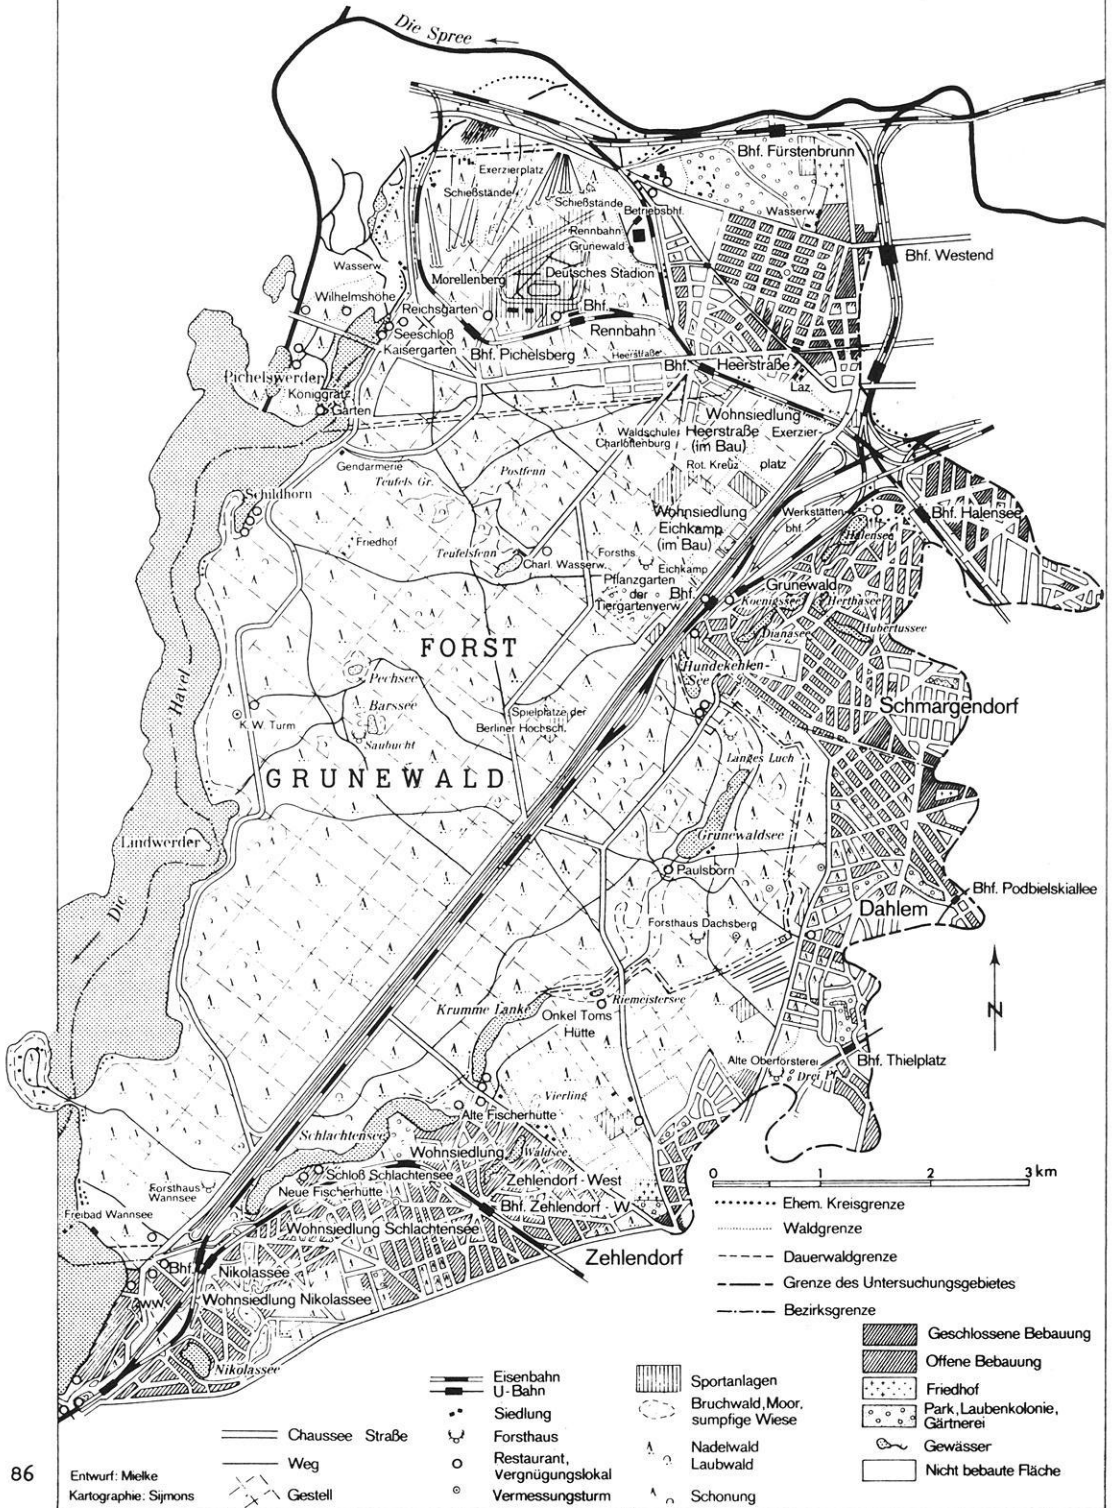 Die Spree
Bhf. Fürstenbrunn
Exerzierplatz
Schießstände
Schießstände
Betriebsbhf.
Wasserw.
Rennbahn
Grunewald
Bhf. Westend
Wasserw
Morellenberg
Deutsches Stadion
Wilhelmshöhe
Reichsgarten
Bhf.
Seeschloß
Rennbahn
Kaisergarten
Bhf. Pichelsberg
Heerstraße
Bhf. Heerstraße
Pichelswerder
Laz.
Königgrätz.
Garten
Wohnsiedlung
Heerstraße
(im Bau)
Waldschule
Charlottenburg
Exerzier-
platz
Gendarmerie
Postfenn
Rot. Kreuz
Teufels Gr.
Schildhorn
Wohnsiedlung
Eichkamp
(im Bau)
Werkstätten
bhf.
Bhf. Halensee
Halensee
Friedhof
Teufelsfenn
Charl. Wasserw.
Forsths
Eichkamp
Pflanzgarten
der
Tiergartenverw.
Bhf.
Grunewald
Koenigssee
Herthasee
Hubertussee
Dianasee
FORST
Hundekehlen-
See
Pechsee
Die Havel
Barssee
Schmargendorf
K. W. Turm
Spielplätze der
Berliner Hochsch.
Saubucht
Langes Luch
GRUNEWALD
Grunewaldsee
Lindwerder
Paulsborn
Bhf. Podbielskiallee
Dahlem
Forsthaus Dachsberg
Krumme Lanke
Riemeistersee
Onkel Toms
Hütte
N
Alte Oberförsterei
Drei P.
Bhf. Thielplatz
Vierling
Alte Fischerhütte
Schlachtensee
Wohnsiedlung
Waldsee
Zehlendorf-West
Schloß Schlachtensee
Forsthaus
Wannsee
Neue Fischerhütte
Bhf. Zehlendorf-W
Freibad Wannsee
Wohnsiedlung Schlachtensee
Zehlendorf
Bhf.
Nikolassee
WW
Wohnsiedlung Nikolassee
Nikolassee
0 1 2 3 km
Ehem. Kreisgrenze
Waldgrenze
Dauerwaldgrenze
Grenze des Untersuchungsgebietes
Bezirksgrenze
Geschlossene Bebauung
Offene Bebauung
Friedhof
Park, Laubenkolonie,
Gärtnerei
Gewässer
Nicht bebaute Fläche
Eisenbahn
U-Bahn
Siedlung
Forsthaus
Restaurant,
Vergnügungslokal
Vermessungsturm
Sportanlagen
Bruchwald, Moor,
sumpfige Wiese
Nadelwald
Laubwald
Schonung
Chaussee Straße
Weg
Gestell
86
Entwurf: Mielke
Kartographie: Sijmons